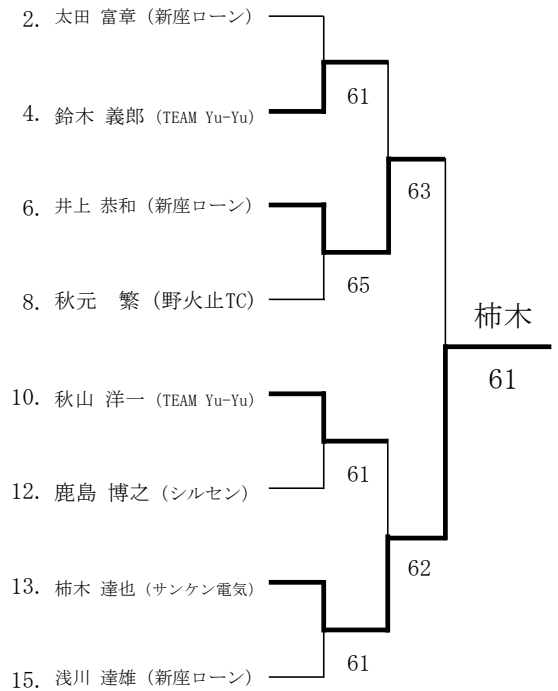 2. 太田 富章 (新座ローン)
61
4. 鈴木 義郎 (TEAM Yu-Yu)
63
6. 井上 恭和 (新座ローン)
65
8. 秋元　繁 (野火止TC)
柿木
61
10. 秋山 洋一 (TEAM Yu-Yu)
61
12. 鹿島 博之 (シルセン)
62
13. 柿木 達也 (サンケン電気)
61
15. 浅川 達雄 (新座ローン)